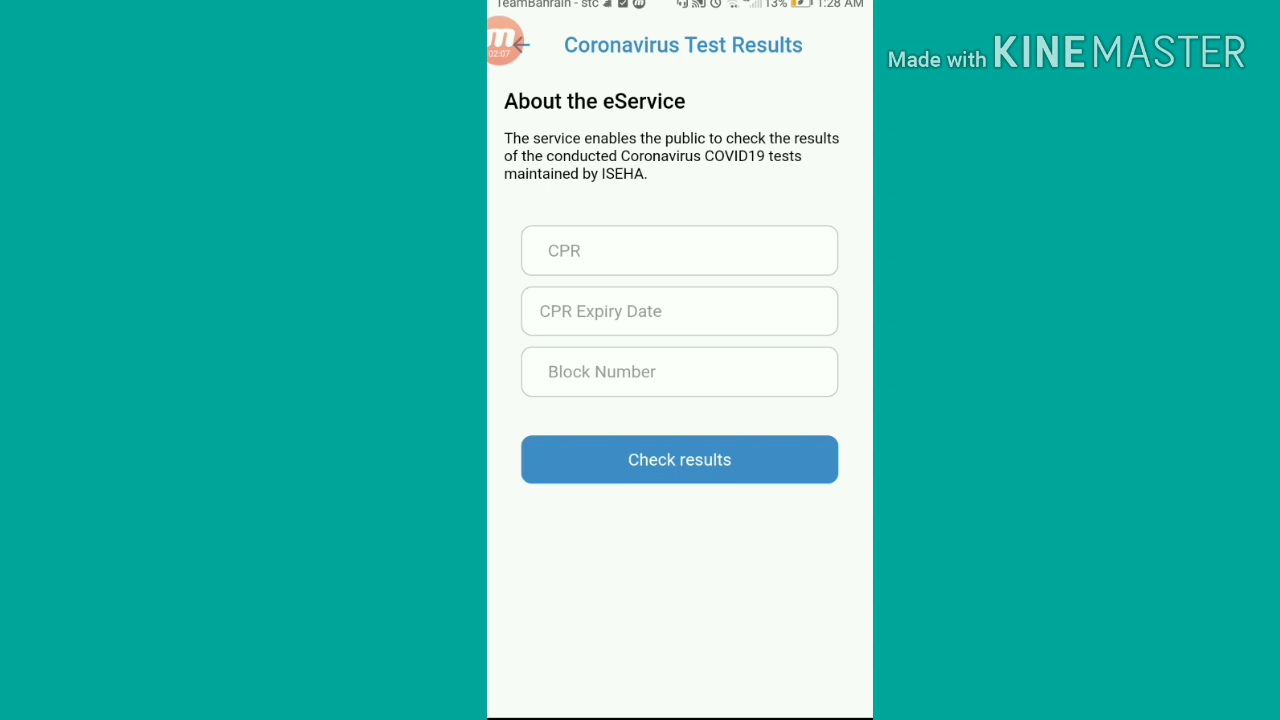 TeamBahrain - stc 13% 1:28 AM
m
02:07
Coronavirus Test Results
Made with KINEMASTER
About the eService
The service enables the public to check the results
of the conducted Coronavirus COVID19 tests
maintained by ISEHA.
CPR
CPR Expiry Date
Block Number
Check results